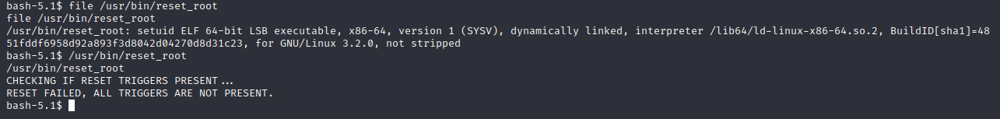 bash-5.1$ file /usr/bin/reset_root
file /usr/bin/reset_root
/usr/bin/reset_root: setuid ELF 64-bit LSB executable, x86-64, version 1 (SYSV), dynamically linked, interpreter /lib64/ld-linux-x86-64.so.2, BuildID[sha1]=48
51fddf6958d92a893f3d8042d04270d8d31c23, for GNU/Linux 3.2.0, not stripped
bash-5.1$ /usr/bin/reset_root
/usr/bin/reset_root
CHECKING IF RESET TRIGGERS PRESENT...
RESET FAILED, ALL TRIGGERS ARE NOT PRESENT.
bash-5.1$